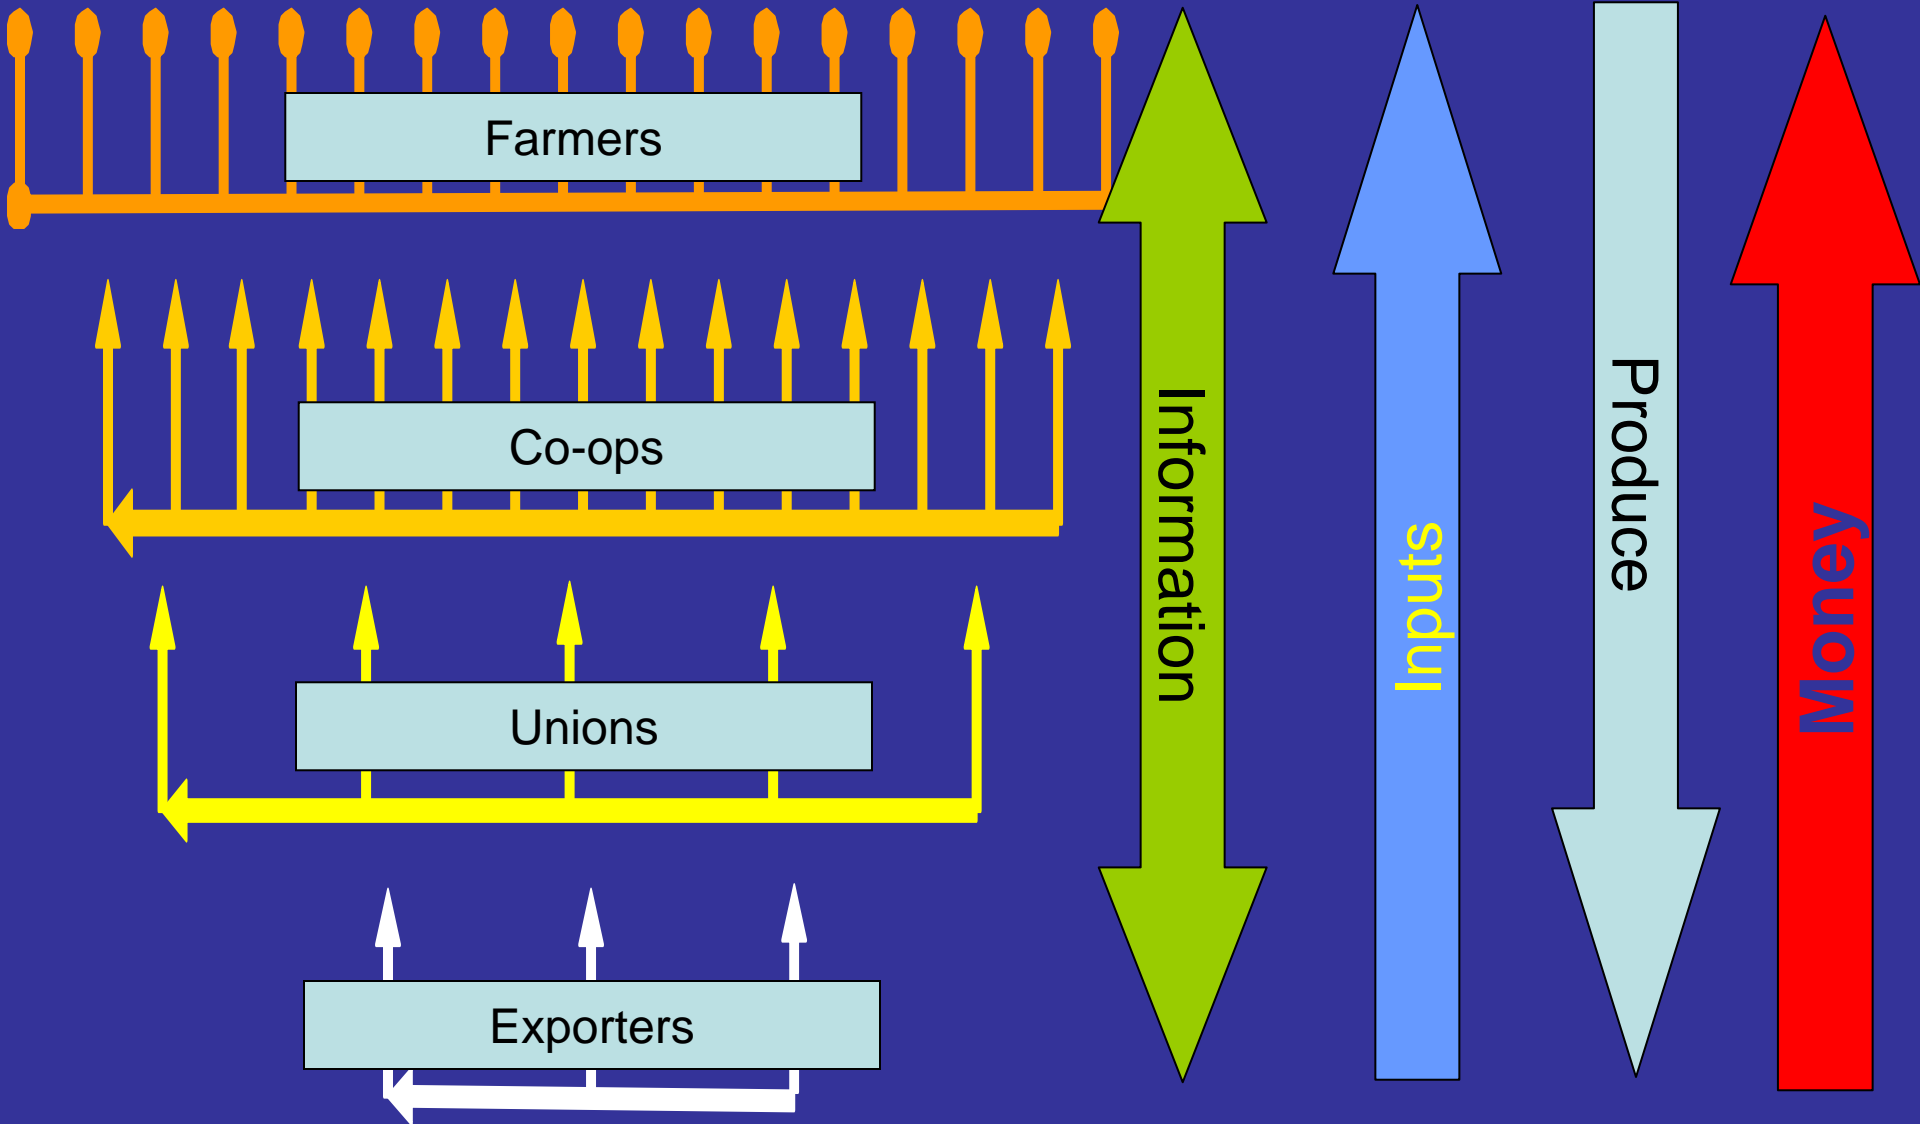 Farmers
Co-ops
Unions
Exporters
Information
Inputs
Produce
Money